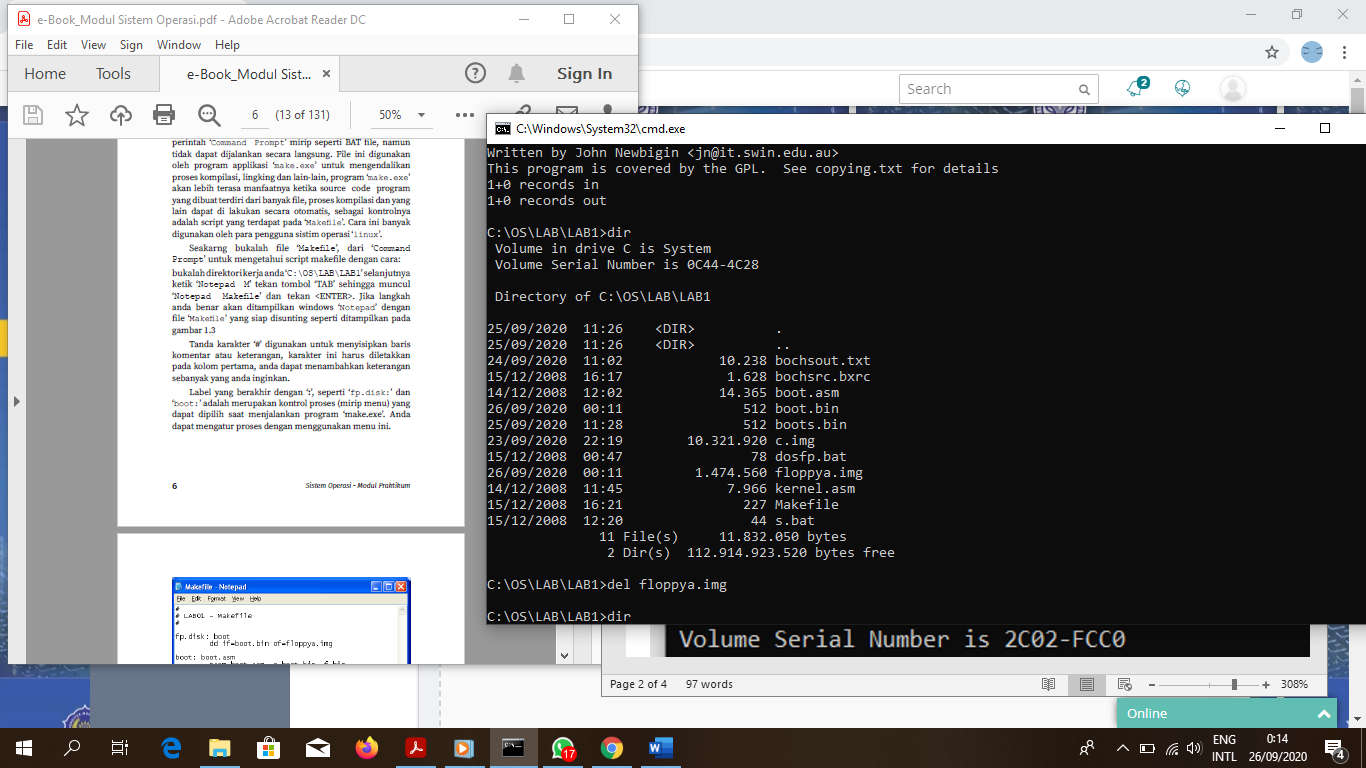 e-Book_Modul Sistem Operasi.pdf - Adobe Acrobat Reader DC
File Edit View Sign Window Help
Home Tools e-Book_Modul Sist... × ? Sign In
6 (13 of 131) 50%
perintah 'Command Prompt' mirip seperti BAT file, namun
tidak dapat dijalankan secara langsung. File ini digunakan
oleh program applikasi 'make.exe' untuk mengendalikan
proses kompilasi, lingking dan lain-lain, program 'make.exe'
akan lebih terasa manfaatnya ketika source code program
yang dibuat terdiri dari banyak file, proses kompilasi dan yang
lain dapat di lakukan secara otomatis, sebagai kontrolnya
adalah script yang terdapat pada 'Makefile'. Cara ini banyak
digunakan oleh para pengguna sistim operasi 'linux'.
Seakarng bukalah file 'Makefile', dari 'Command
Prompt' untuk mengetahui script makefile dengan cara:
bukalah direktori kerja anda 'C:\OS\LAB\LAB1' selanjutnya
ketik 'Notepad M' tekan tombol 'TAB' sehingga muncul
'Notepad Makefile' dan tekan <ENTER>. Jika langkah
anda benar akan ditampilkan windows 'Notepad' dengan
file 'Makefile' yang siap disunting seperti ditampilkan pada
gambar 1.3
Tanda karakter '#' digunakan untuk menyisipkan baris
komentar atau keterangan, karakter ini harus diletakkan
pada kolom pertama, anda dapat menambahkan keterangan
sebanyak yang anda inginkan.
Label yang berakhir dengan ':', seperti 'fp.disk:' dan
'boot:' adalah merupakan kontrol proses (mirip menu) yang
dapat dipilih saat menjalankan program 'make.exe'. Anda
dapat mengatur proses dengan menggunakan menu ini.
6 Sistem Operasi - Modul Praktikum
Makefile - Notepad
File Edit Format View Help
#
# LAB01 - Makefile
#
fp.disk: boot
dd if=boot.bin of=floppya.img
boot: boot.asm
Search
2
C:\Windows\System32\cmd.exe
Written by John Newbigin <jn@it.swin.edu.au>
This program is covered by the GPL.  See copying.txt for details
1+0 records in
1+0 records out
C:\OS\LAB\LAB1>dir
Volume in drive C is System
Volume Serial Number is 0C44-4C28
Directory of C:\OS\LAB\LAB1
25/09/2020  11:26    <DIR>          .
25/09/2020  11:26    <DIR>          ..
24/09/2020  11:02            10.238 bochsout.txt
15/12/2008  16:17             1.628 bochsrc.bxrc
14/12/2008  12:02            14.365 boot.asm
26/09/2020  00:11               512 boot.bin
25/09/2020  11:28               512 boots.bin
23/09/2020  22:19        10.321.920 c.img
15/12/2008  00:47                78 dosfp.bat
26/09/2020  00:11         1.474.560 floppya.img
14/12/2008  11:45             7.966 kernel.asm
15/12/2008  16:21               227 Makefile
15/12/2008  12:20                44 s.bat
11 File(s)     11.832.050 bytes
2 Dir(s)  112.914.923.520 bytes free
C:\OS\LAB\LAB1>del floppya.img
C:\OS\LAB\LAB1>dir
Volume Serial Number is 2C02-FCC0
Page 2 of 4 97 words 308%
Online
17
ENG
INTL
0:14
26/09/2020
4